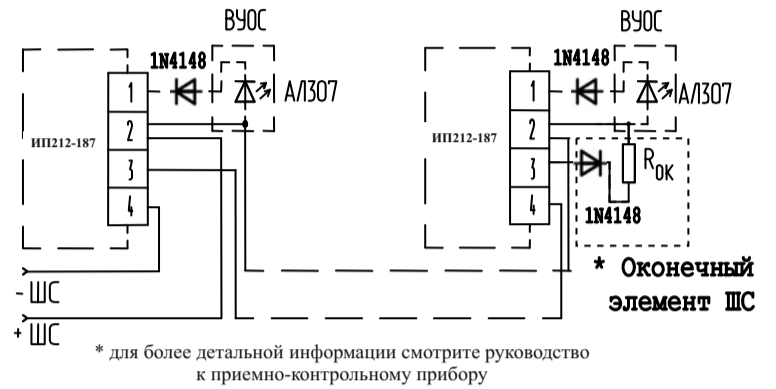 ВУОС
1N4148
АЛ307
ИП212-187
1
2
3
4
ВУОС
1N4148
АЛ307
ИП212-187
1
2
3
4
Rок
1N4148
* Оконечный
элемент ШС
- ШС
+ ШС
* для более детальной информации смотрите руководство
к приемно-контрольному прибору